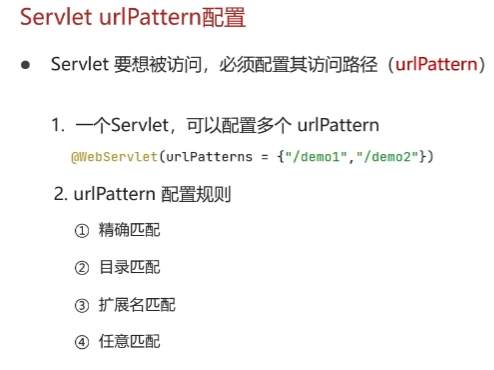 Servlet urlPattern配置
● Servlet 要想被访问，必须配置其访问路径（urlPattern）
1. 一个Servlet，可以配置多个 urlPattern
@WebServlet(urlPatterns = {"/demo1","/demo2"})
2. urlPattern 配置规则
① 精确匹配
② 目录匹配
③ 扩展名匹配
④ 任意匹配